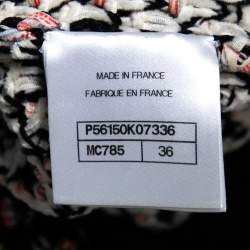 MADE IN FRANCE
FABRIQUE EN FRANCE
P56150K07336
MC785 36